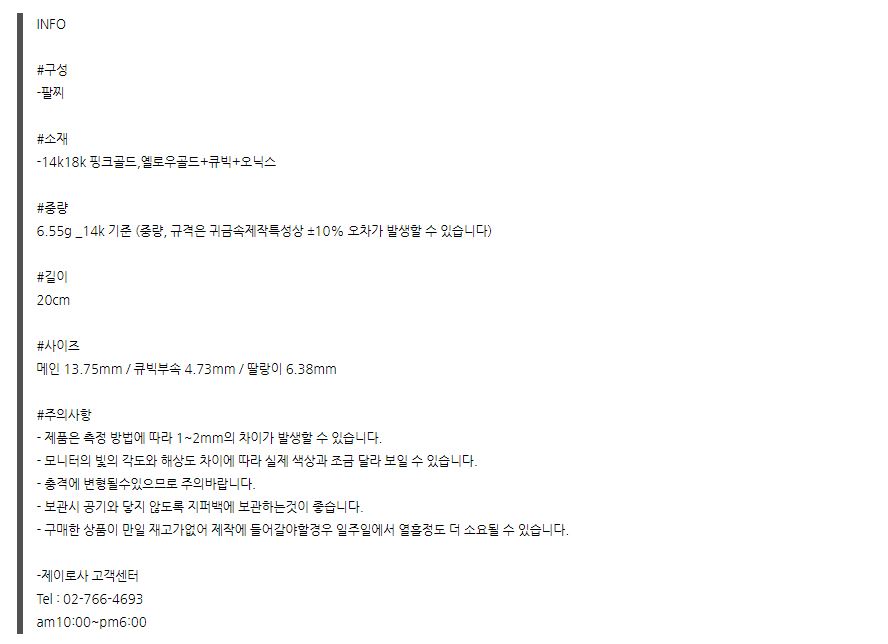 INFO
#구성
-팔찌
#소재
-14k18k 핑크골드,옐로우골드+큐빅+오닉스
#중량
6.55g _14k 기준 (중량, 규격은 귀금속제작특성상 ±10% 오차가 발생할 수 있습니다)
#길이
20cm
#사이즈
메인 13.75mm / 큐빅부속 4.73mm / 딸랑이 6.38mm
#주의사항
- 제품은 측정 방법에 따라 1~2mm의 차이가 발생할 수 있습니다.
- 모니터의 빛의 각도와 해상도 차이에 따라 실제 색상과 조금 달라 보일 수 있습니다.
- 충격에 변형될수있으므로 주의바랍니다.
- 보관시 공기와 닿지 않도록 지퍼백에 보관하는것이 좋습니다.
- 구매한 상품이 만일 재고가없어 제작에 들어갈야할경우 일주일에서 열흘정도 더 소요될 수 있습니다.
-제이로사 고객센터
Tel : 02-766-4693
am10:00~pm6:00